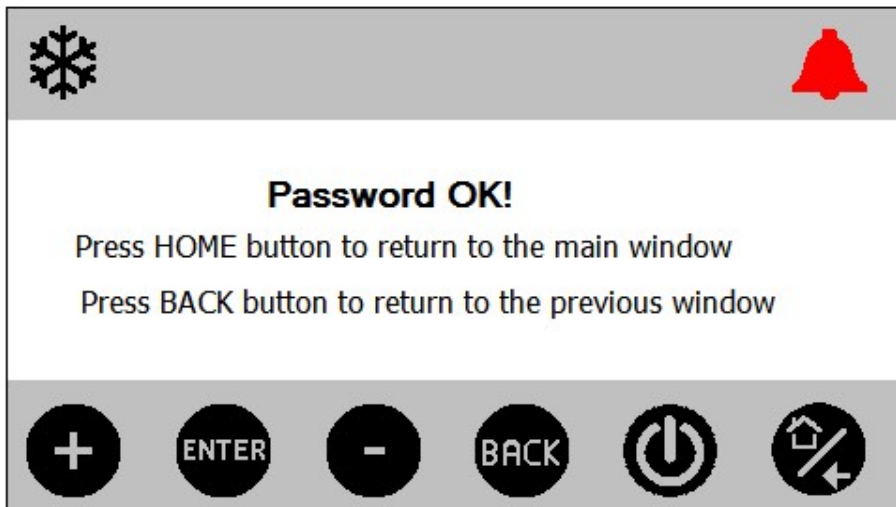 Password OK!
Press HOME button to return to the main window
Press BACK button to return to the previous window
+ ENTER - BACK